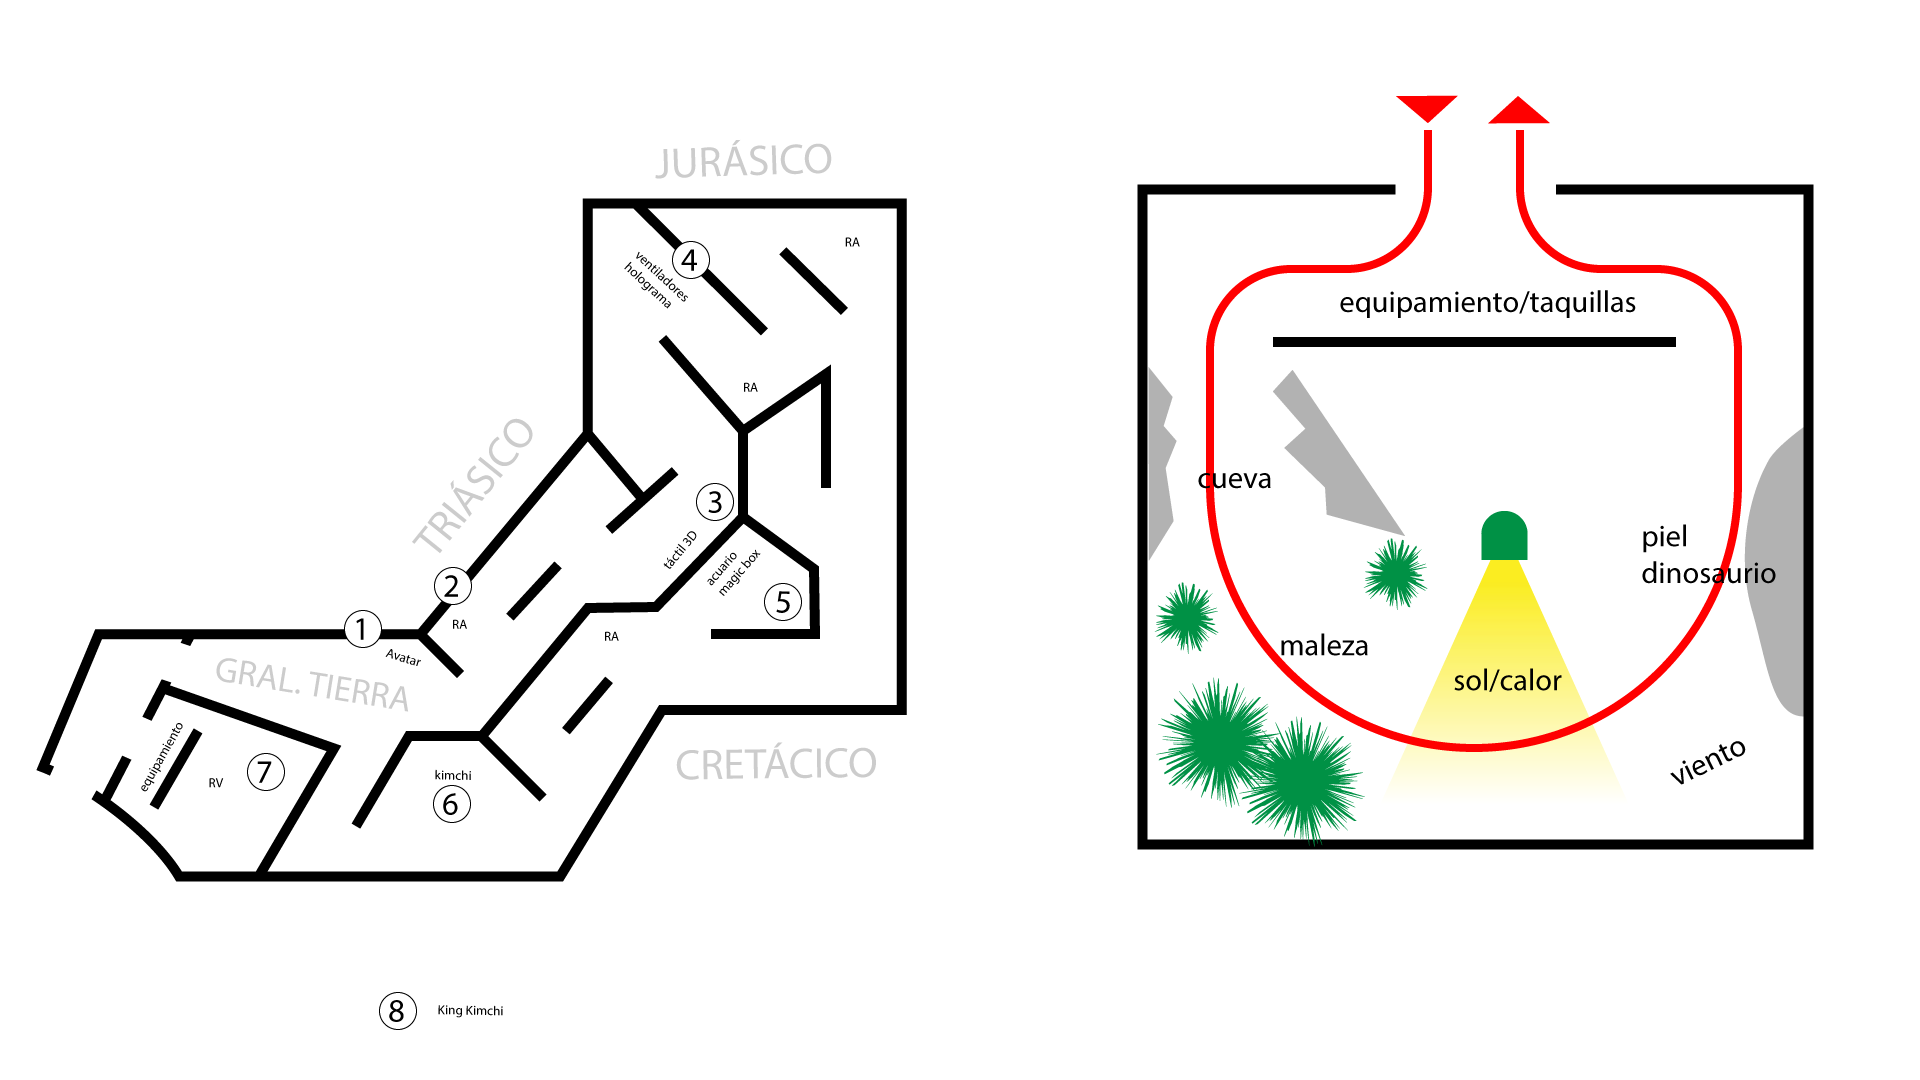 JURÁSICO
RA
4
ventiladores
holograma
RA
TRIÁSICO
3
táctil 3D
acuario
magic box
5
2
RA
1
Avatar
RA
GRAL. TIERRA
equipamiento
RV
7
kimchi
6
CRETÁCICO
8
King Kimchi
equipamiento/taquillas
cueva
piel
dinosaurio
maleza
sol/calor
viento